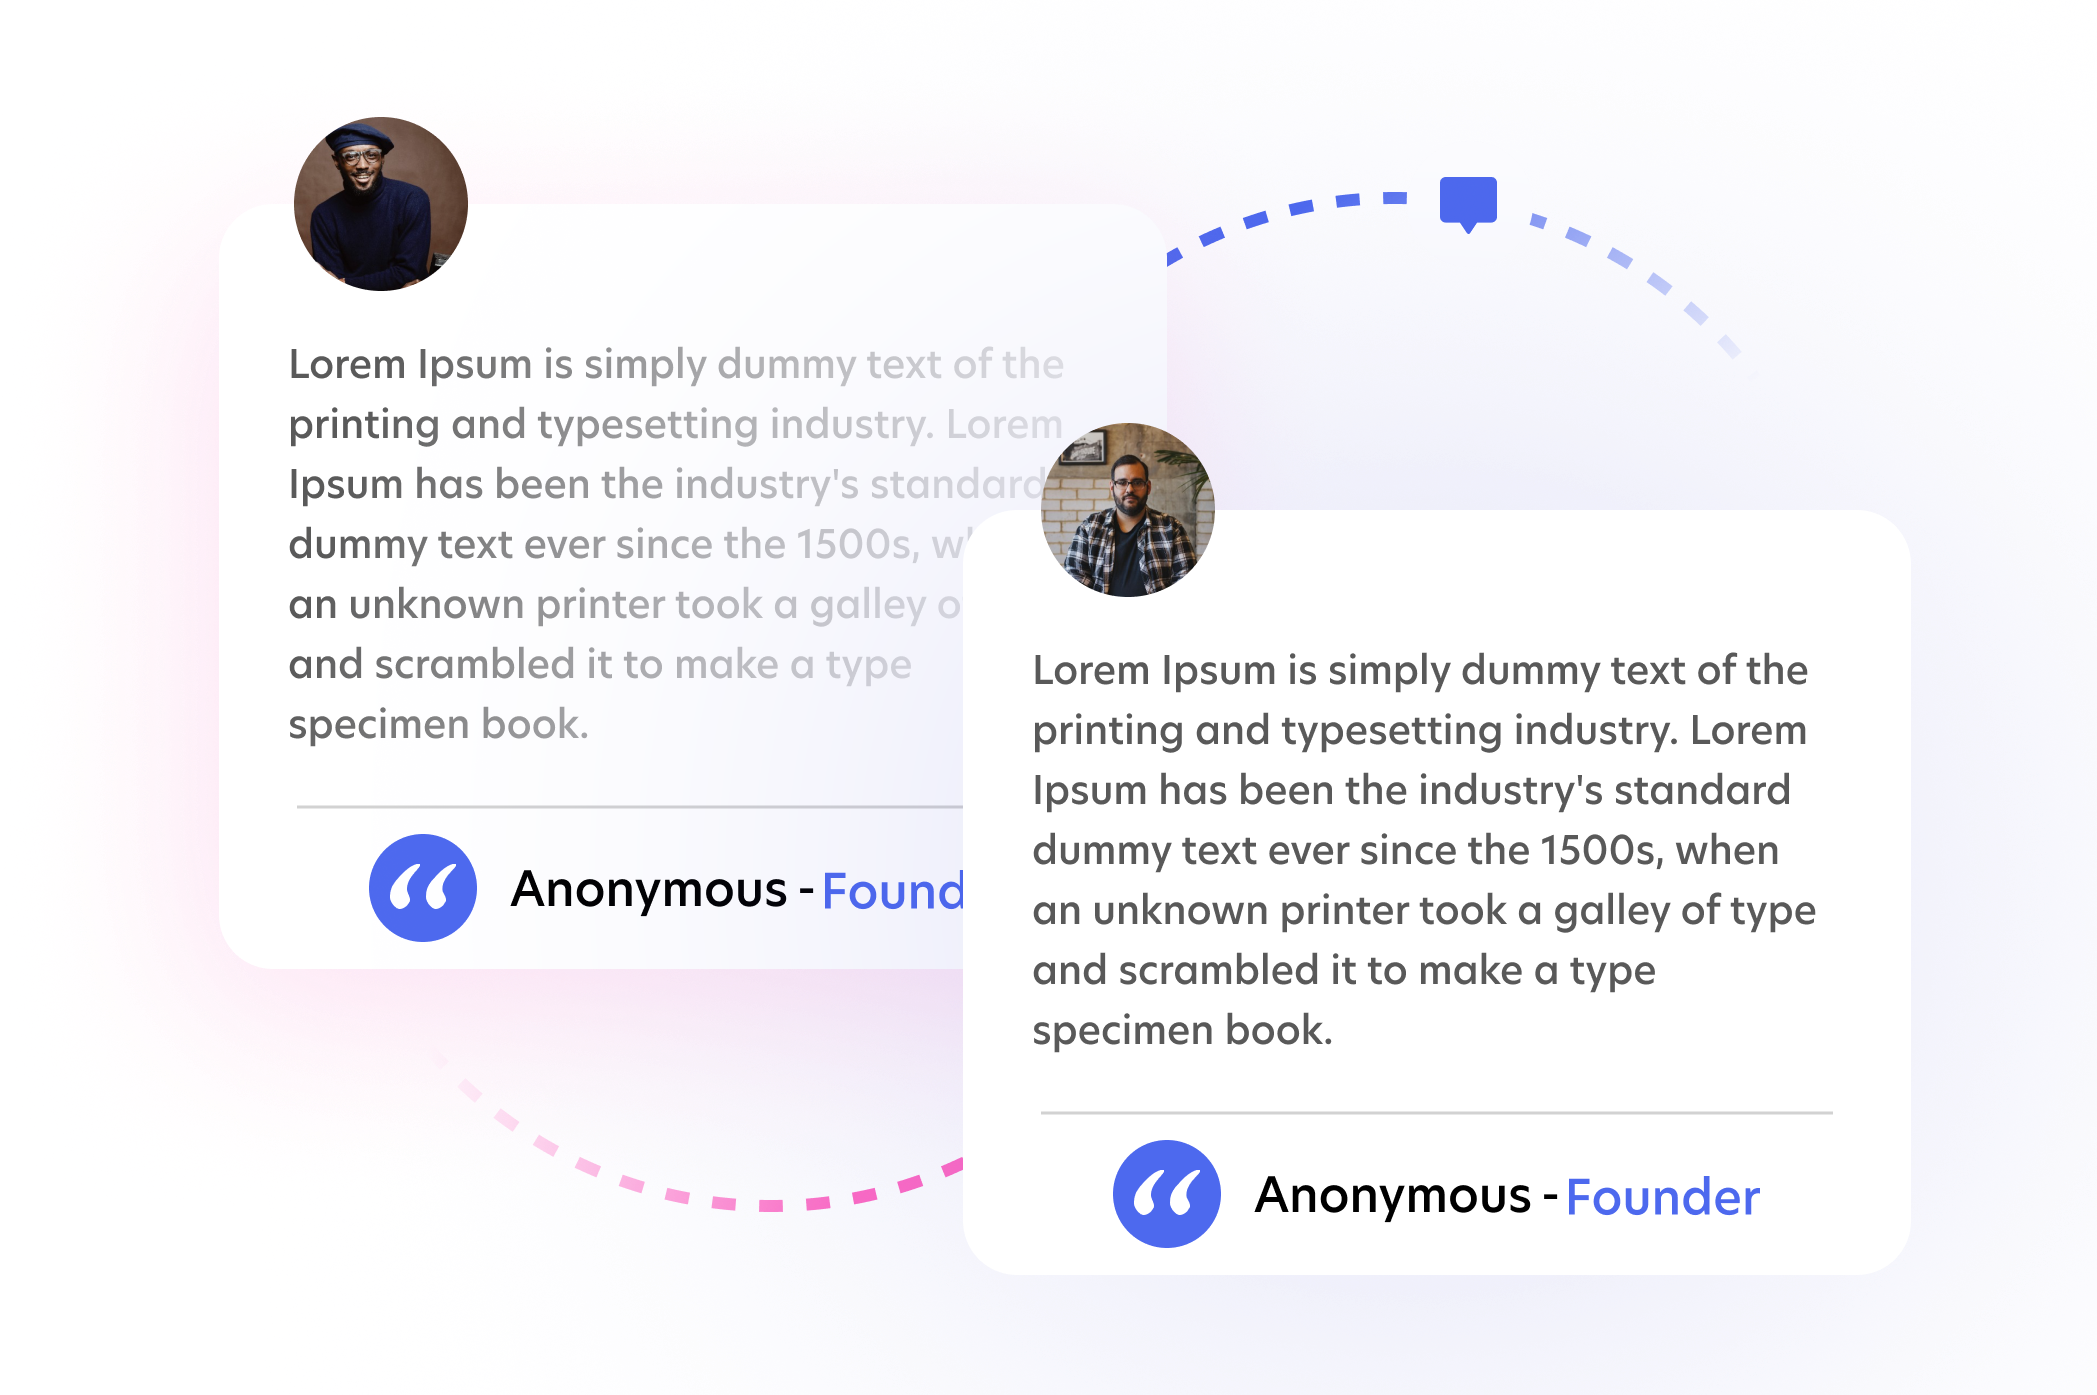 Lorem Ipsum is simply dummy text of the
printing and typesetting industry. Lorem
Ipsum has been the industry's standard
dummy text ever since the 1500s,
an unknown printer took a galley
and scrambled it to make a type
specimen book.
Anonymous - Found
Lorem Ipsum is simply dummy text of the
printing and typesetting industry. Lorem
Ipsum has been the industry's standard
dummy text ever since the 1500s, when
an unknown printer took a galley of type
and scrambled it to make a type
specimen book.
Anonymous - Founder